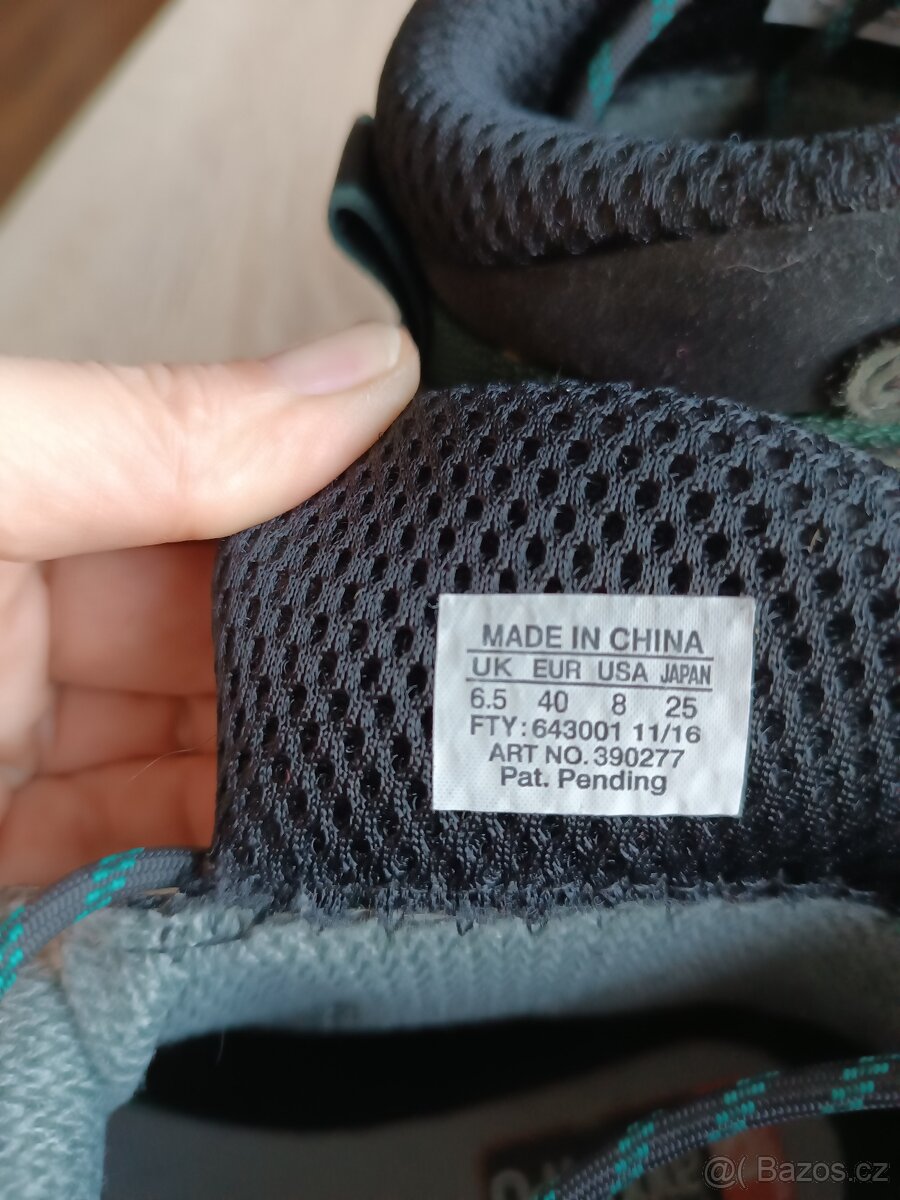 MADE IN CHINA
UK EUR USA JAPAN
6.5 40 8 25
FTY: 643001 11/16
ART NO. 390277
Pat. Pending
@( Bazos.cz